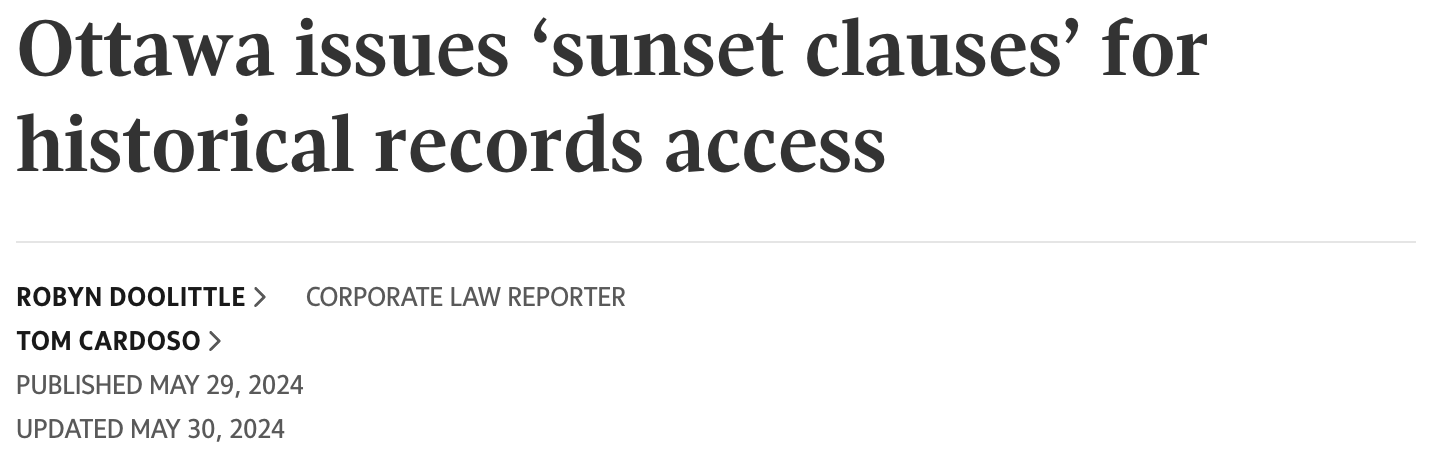 Ottawa issues ‘sunset clauses’ for
historical records access
ROBYN DOOLITTLE > CORPORATE LAW REPORTER
TOM CARDOSO >
PUBLISHED MAY 29, 2024
UPDATED MAY 30, 2024